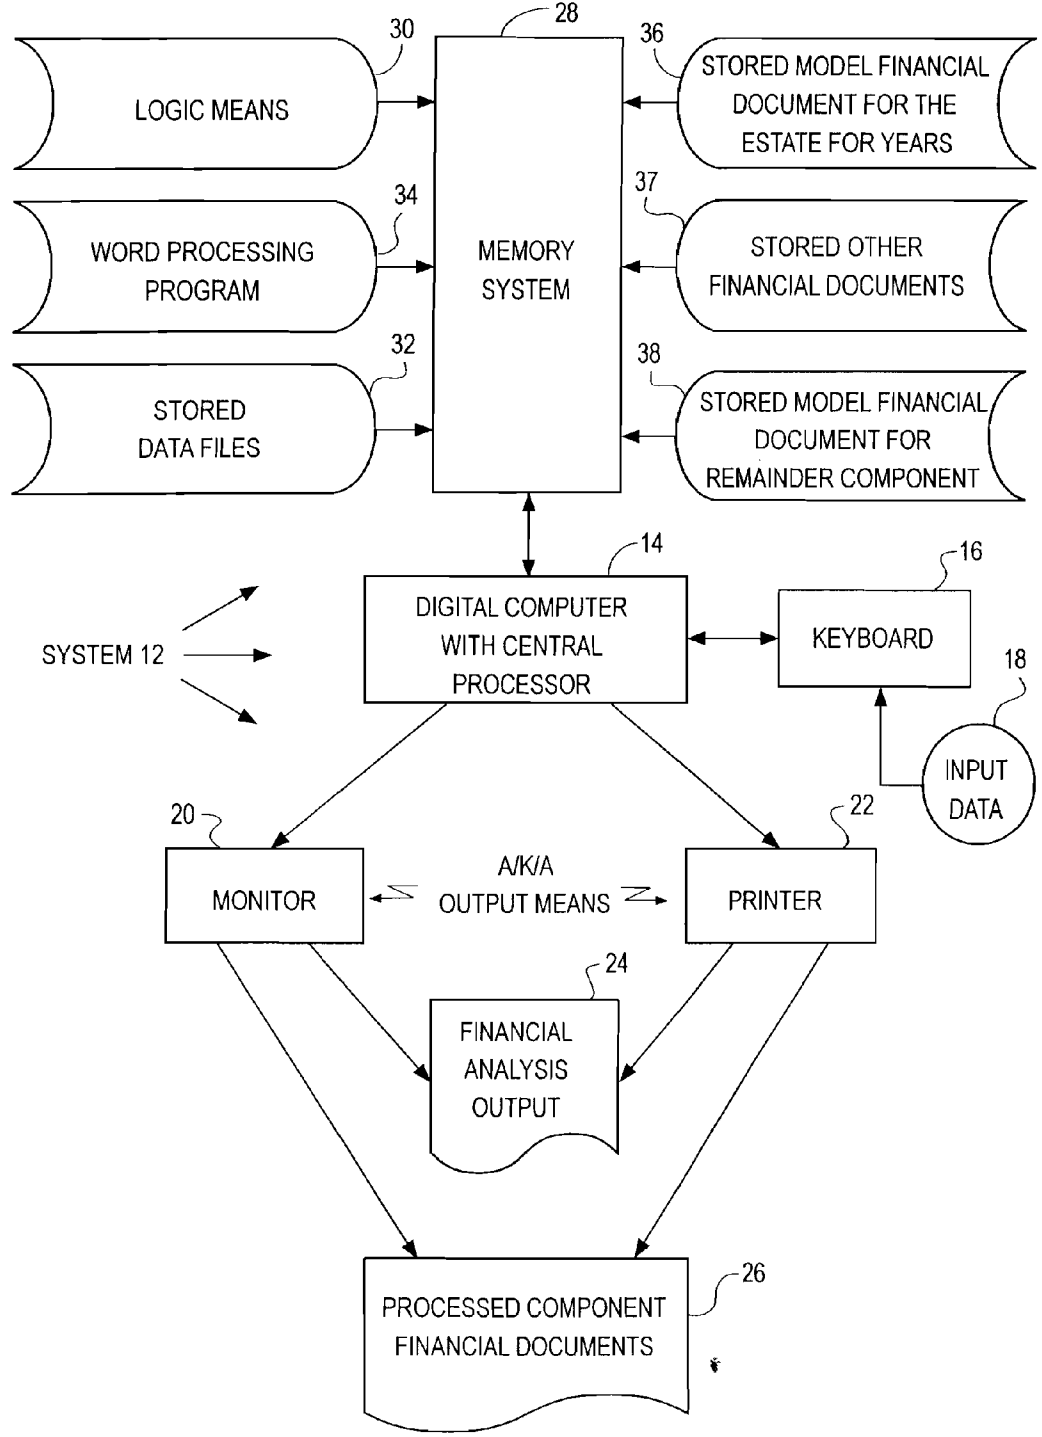 28
30
LOGIC MEANS
36
STORED MODEL FINANCIAL
DOCUMENT FOR THE
ESTATE FOR YEARS
34
WORD PROCESSING
PROGRAM
MEMORY
SYSTEM
37
STORED OTHER
FINANCIAL DOCUMENTS
32
STORED
DATA FILES
38
STORED MODEL FINANCIAL
DOCUMENT FOR
REMAINDER COMPONENT
14
DIGITAL COMPUTER
WITH CENTRAL
PROCESSOR
16
KEYBOARD
SYSTEM 12
18
INPUT
DATA
20
MONITOR
A/K/A
OUTPUT MEANS
22
PRINTER
24
FINANCIAL
ANALYSIS
OUTPUT
26
PROCESSED COMPONENT
FINANCIAL DOCUMENTS